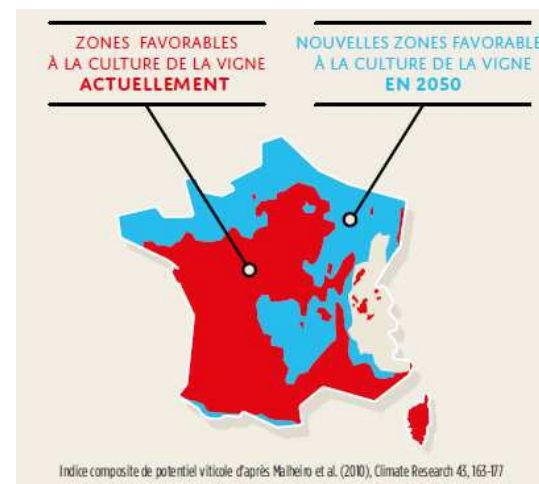 ZONES FAVORABLES
À LA CULTURE DE LA VIGNE
ACTUELLEMENT
NOUVELLES ZONES FAVORABLE
À LA CULTURE DE LA VIGNE
EN 2050
Indice composite de potentiel viticole d'après Malheiro et al. (2010), Climate Research 43, 163-177